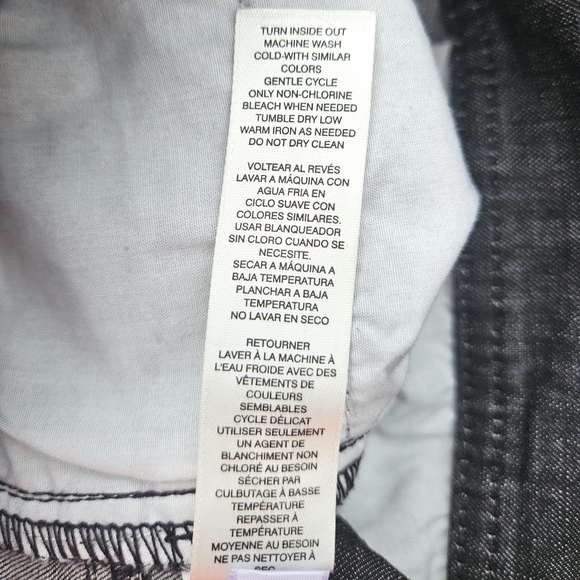 TURN INSIDE OUT
MACHINE WASH
COLD-WITH SIMILAR
COLORS
GENTLE CYCLE
ONLY NON-CHLORINE
BLEACH WHEN NEEDED
TUMBLE DRY LOW
WARM IRON AS NEEDED
DO NOT DRY CLEAN
VOLTEAR AL REVÉS
LAVAR A MÁQUINA CON
AGUA FRIA EN
CICLO SUAVE CON
COLORES SIMILARES.
USAR BLANQUEADOR
SIN CLORO CUANDO SE
NECESITE.
SECAR A MÁQUINA A
BAJA TEMPERATURA
PLANCHAR A BAJA
TEMPERATURA
NO LAVAR EN SECO
RETOURNER
LAVER À LA MACHINE À
L'EAU FROIDE AVEC DES
VÊTEMENTS DE
COULEURS
SEMBLABLES
CYCLE DÉLICAT
UTILISER SEULEMENT
UN AGENT DE
BLANCHIMENT NON
CHLORÉ AU BESOIN
SÉCHER PAR
CULBUTAGE À BASSE
TEMPÉRATURE
REPASSER À
TEMPÉRATURE
MOYENNE AU BESOIN
NE PAS NETTOYER À
SEC